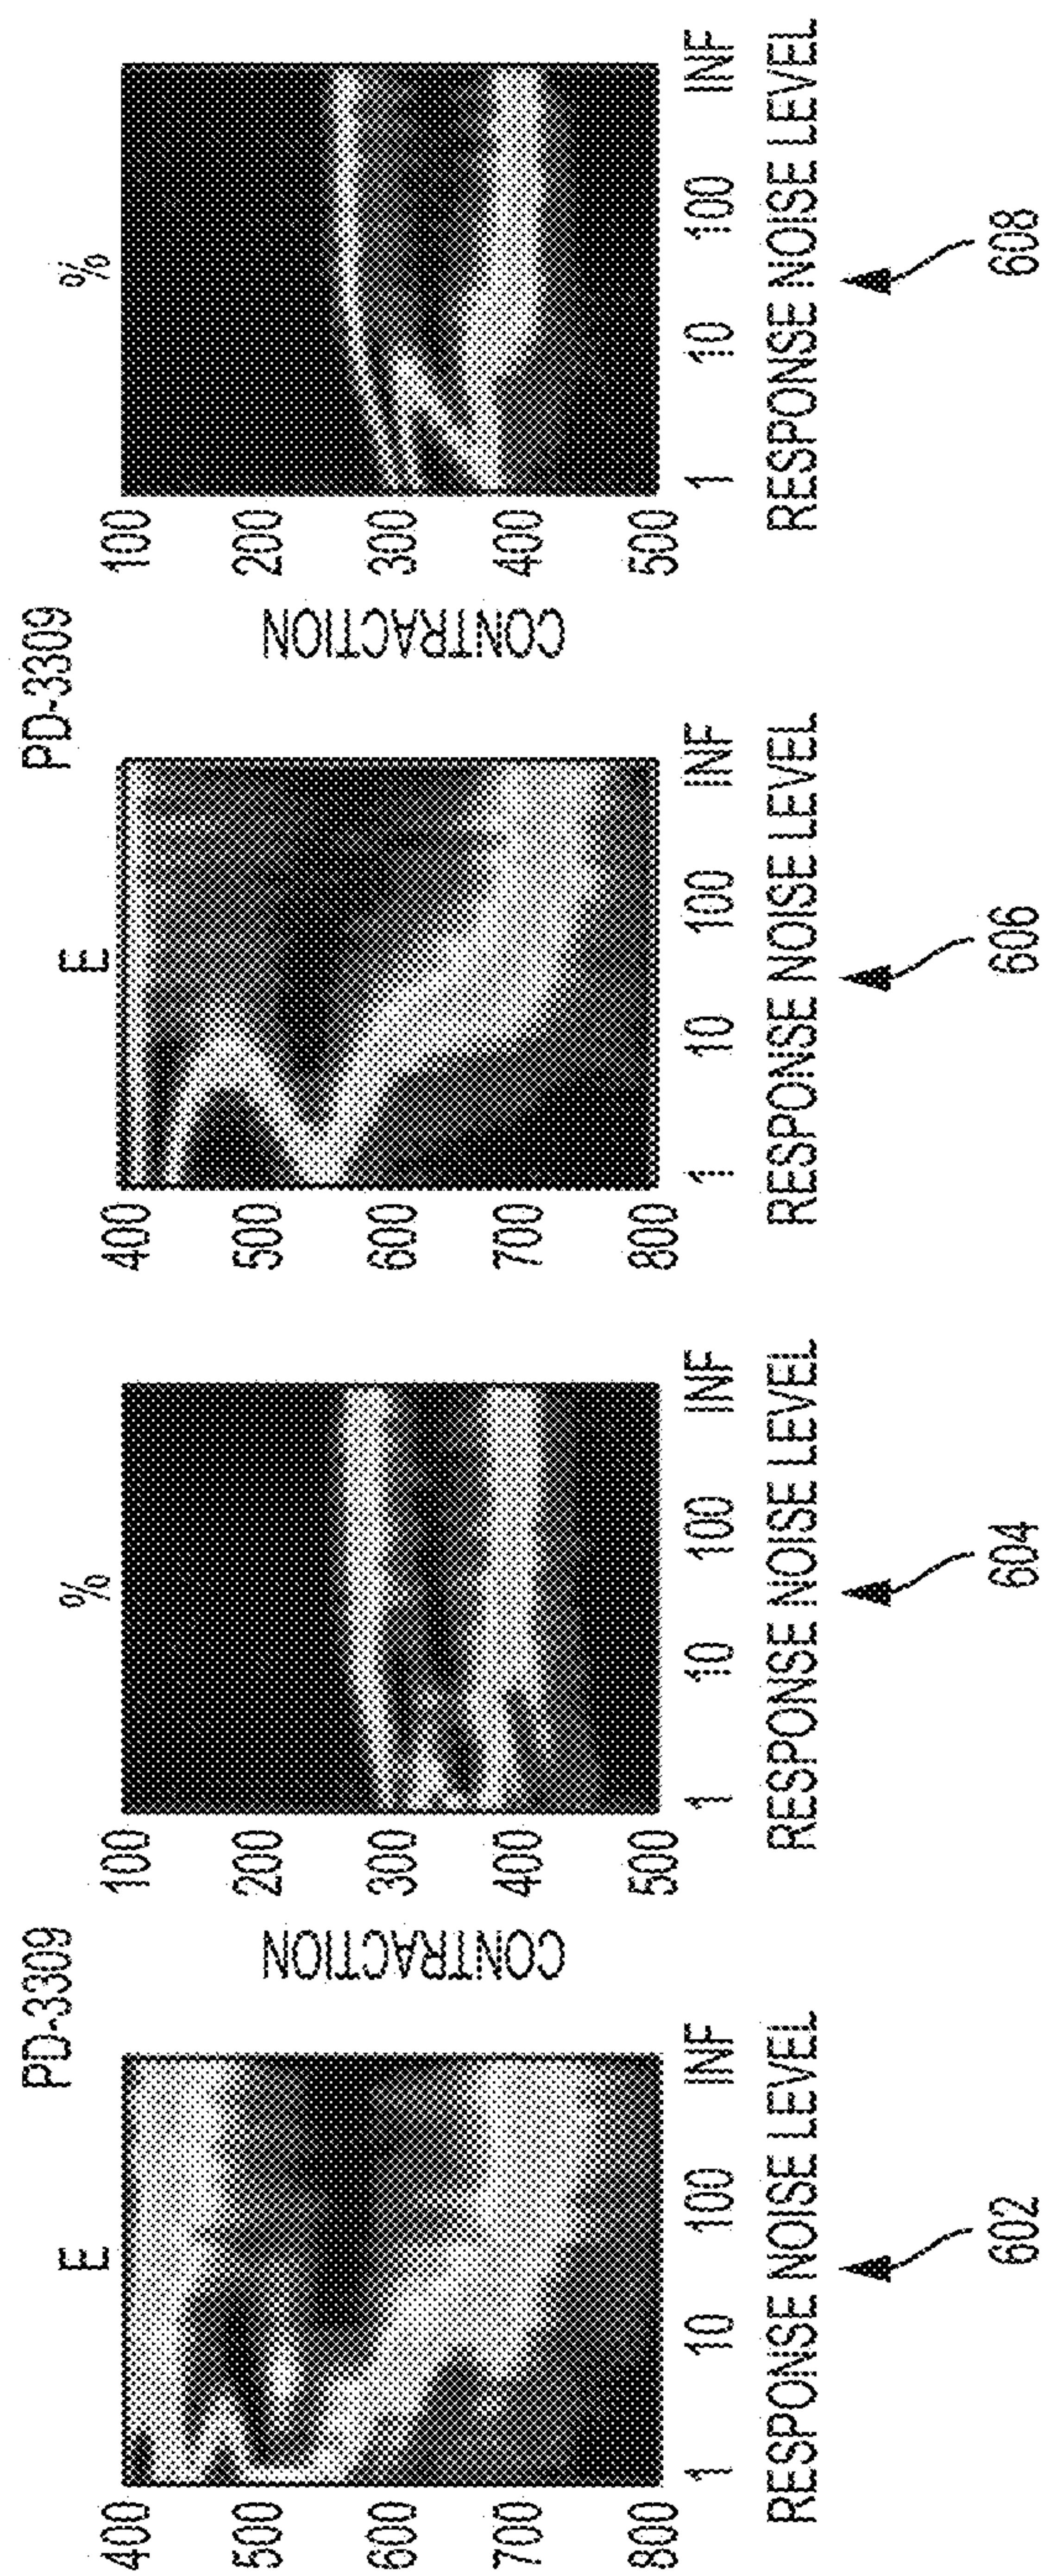 PD-3309
E
400
500
600
700
800
1 10 100 INF
RESPONSE NOISE LEVEL
602
%
CONTRACTION
100
200
300
400
500
1 10 100 INF
RESPONSE NOISE LEVEL
604
PD-3309
E
400
500
600
700
800
1 10 100 INF
RESPONSE NOISE LEVEL
606
%
CONTRACTION
100
200
300
400
500
1 10 100 INF
RESPONSE NOISE LEVEL
608